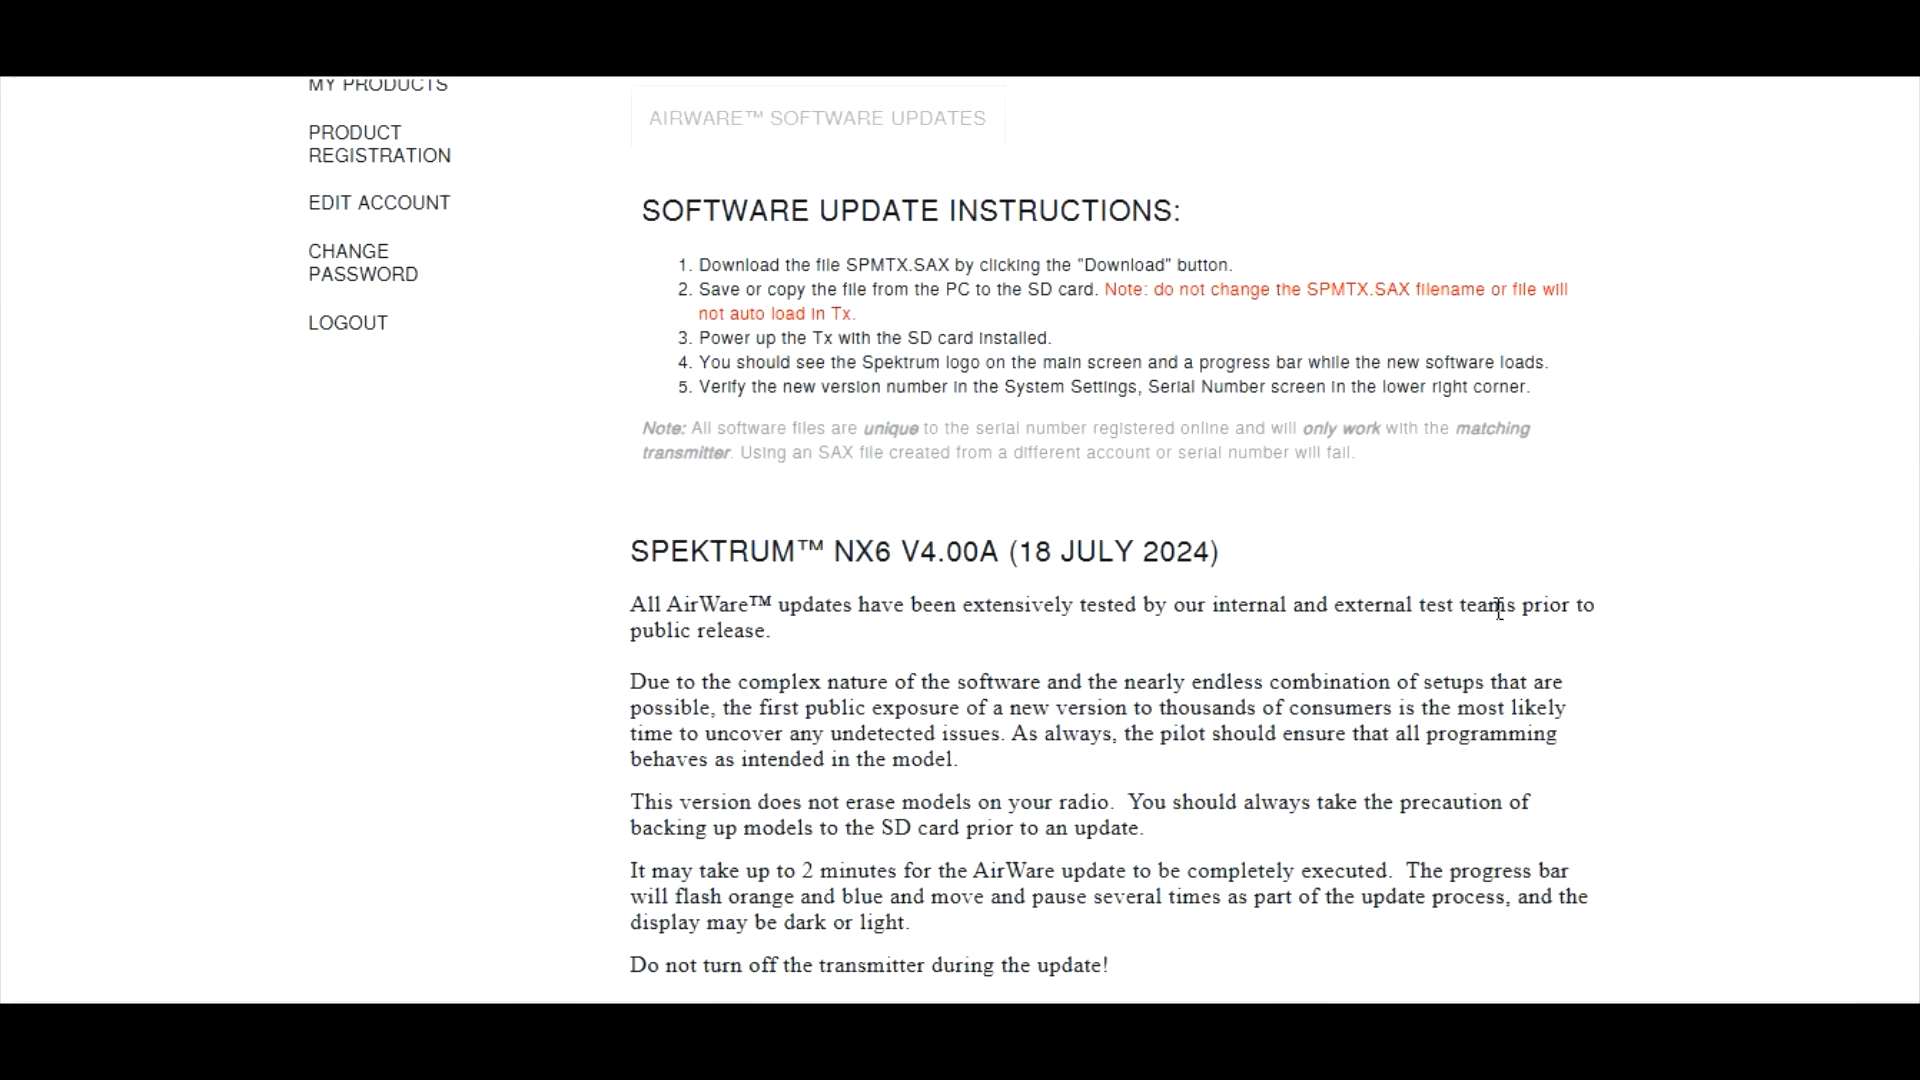 MY PRODUCTS
PRODUCT
REGISTRATION
EDIT ACCOUNT
CHANGE
PASSWORD
LOGOUT
AIRWARE™ SOFTWARE UPDATES
SOFTWARE UPDATE INSTRUCTIONS:
1. Download the file SPMTX.SAX by clicking the "Download" button.
2. Save or copy the file from the PC to the SD card. Note: do not change the SPMTX.SAX filename or file will
not auto load in Tx.
3. Power up the Tx with the SD card installed.
4. You should see the Spektrum logo on the main screen and a progress bar while the new software loads.
5. Verify the new version number in the System Settings, Serial Number screen in the lower right corner.
Note: All software files are unique to the serial number registered online and will only work with the matching
transmitter. Using an SAX file created from a different account or serial number will fail.
SPEKTRUM™ NX6 V4.00A (18 JULY 2024)
All AirWare™ updates have been extensively tested by our internal and external test teams prior to
public release.
Due to the complex nature of the software and the nearly endless combination of setups that are
possible, the first public exposure of a new version to thousands of consumers is the most likely
time to uncover any undetected issues. As always, the pilot should ensure that all programming
behaves as intended in the model.
This version does not erase models on your radio.  You should always take the precaution of
backing up models to the SD card prior to an update.
It may take up to 2 minutes for the AirWare update to be completely executed.  The progress bar
will flash orange and blue and move and pause several times as part of the update process, and the
display may be dark or light.
Do not turn off the transmitter during the update!